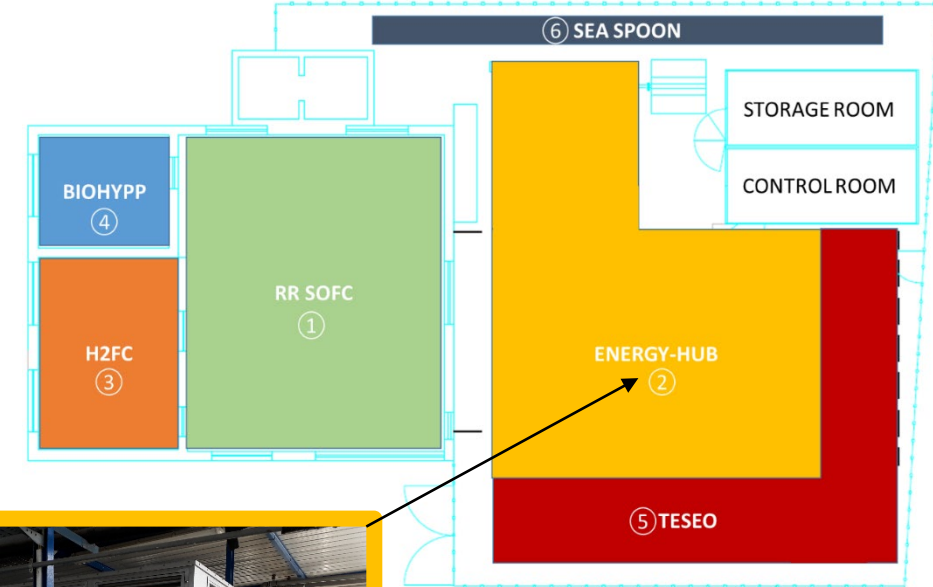 ⑥ SEA SPOON
STORAGE ROOM
CONTROL ROOM
BIOHYPP
④
RR SOFC
①
H2FC
③
ENERGY-HUB
②
⑤ TESEO